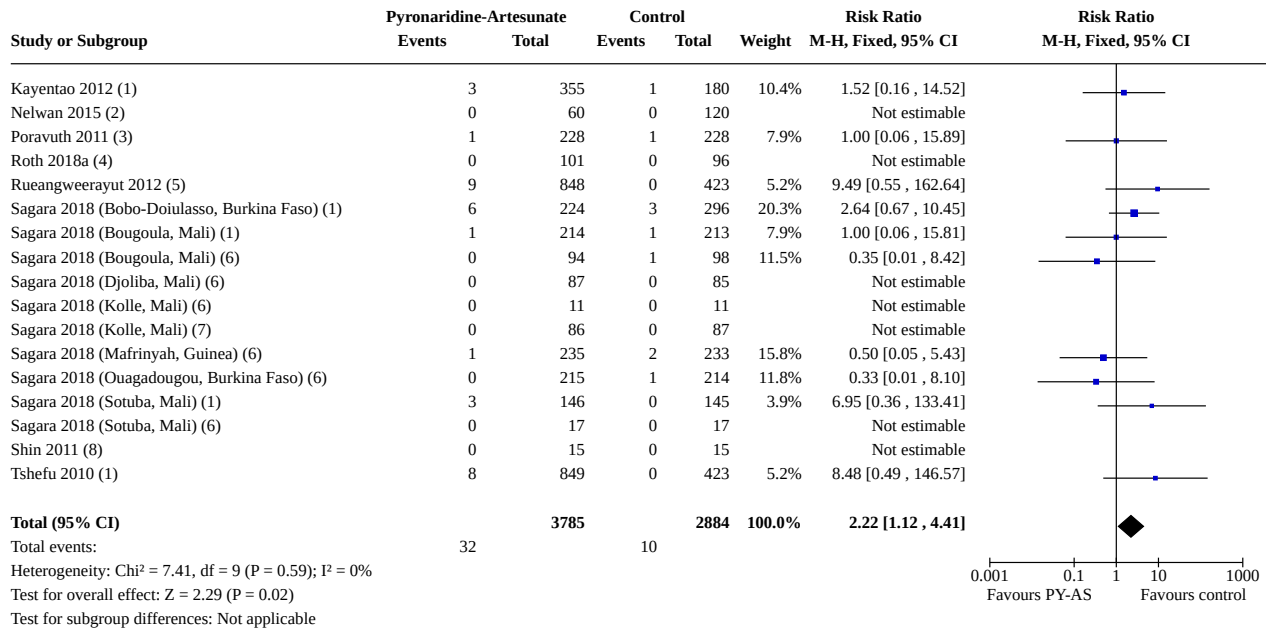 Pyronaridine-Artesunate Control Risk Ratio Risk Ratio
Study or Subgroup Events Total Events Total Weight M-H, Fixed, 95% CI M-H, Fixed, 95% CI
Kayentao 2012 (1) 3 355 1 180 10.4% 1.52 [0.16 , 14.52]
Nelwan 2015 (2) 0 60 0 120 Not estimable
Poravuth 2011 (3) 1 228 1 228 7.9% 1.00 [0.06 , 15.89]
Roth 2018a (4) 0 101 0 96 Not estimable
Rueangweerayut 2012 (5) 9 848 0 423 5.2% 9.49 [0.55 , 162.64]
Sagara 2018 (Bobo-Doiulasso, Burkina Faso) (1) 6 224 3 296 20.3% 2.64 [0.67 , 10.45]
Sagara 2018 (Bougoula, Mali) (1) 1 214 1 213 7.9% 1.00 [0.06 , 15.81]
Sagara 2018 (Bougoula, Mali) (6) 0 94 1 98 11.5% 0.35 [0.01 , 8.42]
Sagara 2018 (Djoliba, Mali) (6) 0 87 0 85 Not estimable
Sagara 2018 (Kolle, Mali) (6) 0 11 0 11 Not estimable
Sagara 2018 (Kolle, Mali) (7) 0 86 0 87 Not estimable
Sagara 2018 (Mafrinyah, Guinea) (6) 1 235 2 233 15.8% 0.50 [0.05 , 5.43]
Sagara 2018 (Ouagadougou, Burkina Faso) (6) 0 215 1 214 11.8% 0.33 [0.01 , 8.10]
Sagara 2018 (Sotuba, Mali) (1) 3 146 0 145 3.9% 6.95 [0.36 , 133.41]
Sagara 2018 (Sotuba, Mali) (6) 0 17 0 17 Not estimable
Shin 2011 (8) 0 15 0 15 Not estimable
Tshefu 2010 (1) 8 849 0 423 5.2% 8.48 [0.49 , 146.57]
Total (95% CI) 3785 2884 100.0% 2.22 [1.12 , 4.41]
Total events: 32 10
Heterogeneity: Chi² = 7.41, df = 9 (P = 0.59); I² = 0% 0.001 0.1 1 10 1000
Test for overall effect: Z = 2.29 (P = 0.02) Favours PY-AS Favours control
Test for subgroup differences: Not applicable